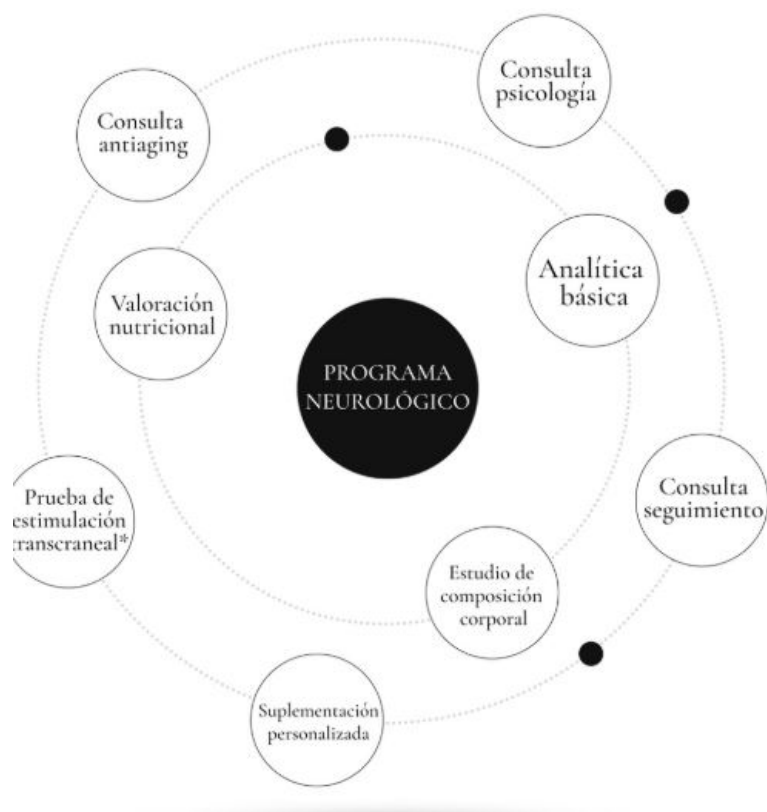 Consulta
psicología
Consulta
antiaging
Analítica
básica
Valoración
nutricional
PROGRAMA
NEUROLÓGICO
Prueba de
estimulación
transcraneal*
Consulta
seguimiento
Estudio de
composición
corporal
Suplementación
personalizada